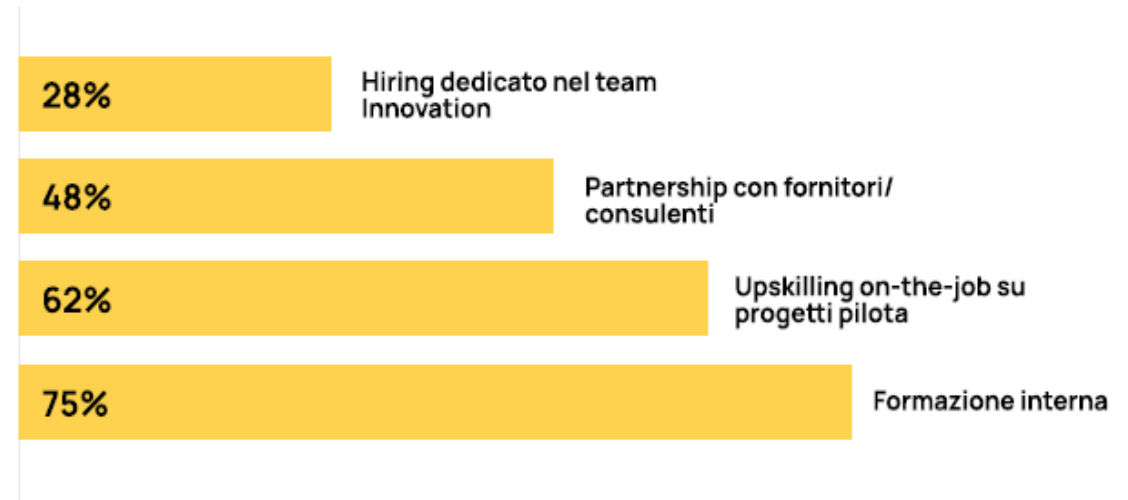 28%
Hiring dedicato nel team
Innovation
48%
Partnership con fornitori/
consulenti
62%
Upskilling on-the-job su
progetti pilota
75%
Formazione interna